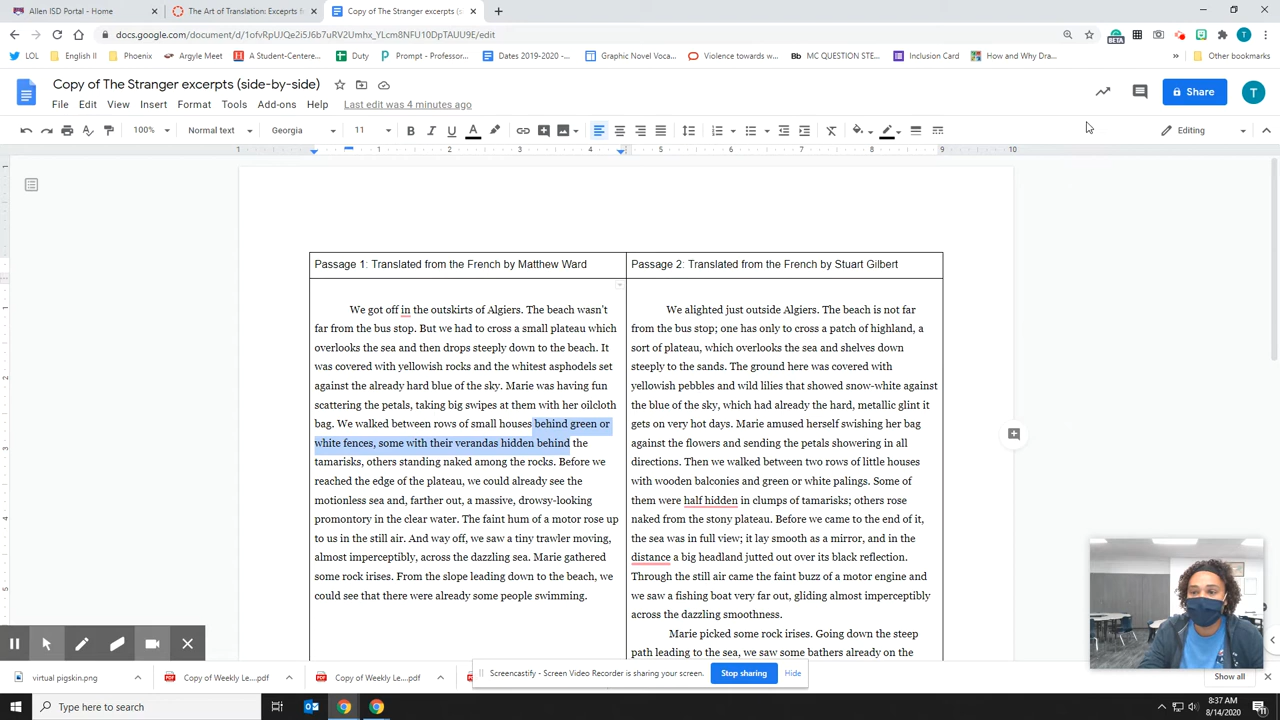 Allen ISD Portal - Home
The Art of Translation: Exceprts f
Copy of The Stranger excerpts (s
docs.google.com/document/d/1ofvRpUJQe2i5J6b7uRV2Umhx_YLcm8NFU10DpTAUU9E/edit
BETA
T
LOL
English II
Phoenix
Argyle Meet
A Student-Centere...
Duty
Prompt - Professor...
Dates 2019-2020 -...
Graphic Novel Voca...
Violence towards w...
Bb MC QUESTION STE...
Inclusion Card
How and Why Dra...
Other bookmarks
Copy of The Stranger excerpts (side-by-side)
File Edit View Insert Format Tools Add-ons Help Last edit was 4 minutes ago
Share
T
100% Normal text Georgia 11 B I U A Editing
1 1 2 3 4 5 6 7 8 9 10
Passage 1: Translated from the French by Matthew Ward
We got off in the outskirts of Algiers. The beach wasn't
far from the bus stop. But we had to cross a small plateau which
overlooks the sea and then drops steeply down to the beach. It
was covered with yellowish rocks and the whitest asphodels set
against the already hard blue of the sky. Marie was having fun
scattering the petals, taking big swipes at them with her oilcloth
bag. We walked between rows of small houses behind green or
white fences, some with their verandas hidden behind the
tamarisks, others standing naked among the rocks. Before we
reached the edge of the plateau, we could already see the
motionless sea and, farther out, a massive, drowsy-looking
promontory in the clear water. The faint hum of a motor rose up
to us in the still air. And way off, we saw a tiny trawler moving,
almost imperceptibly, across the dazzling sea. Marie gathered
some rock irises. From the slope leading down to the beach, we
could see that there were already some people swimming.
Passage 2: Translated from the French by Stuart Gilbert
We alighted just outside Algiers. The beach is not far
from the bus stop; one has only to cross a patch of highland, a
sort of plateau, which overlooks the sea and shelves down
steeply to the sands. The ground here was covered with
yellowish pebbles and wild lilies that showed snow-white against
the blue of the sky, which had already the hard, metallic glint it
gets on very hot days. Marie amused herself swishing her bag
against the flowers and sending the petals showering in all
directions. Then we walked between two rows of little houses
with wooden balconies and green or white palings. Some of
them were half hidden in clumps of tamarisks; others rose
naked from the stony plateau. Before we came to the end of it,
the sea was in full view; it lay smooth as a mirror, and in the
distance a big headland jutted out over its black reflection.
Through the still air came the faint buzz of a motor engine and
we saw a fishing boat very far out, gliding almost imperceptibly
across the dazzling smoothness.
Marie picked some rock irises. Going down the steep
path leading to the sea, we saw some bathers already on the
Screencastify - Screen Video Recorder is sharing your screen.
Stop sharing
Hide
virtual pigskin.png
Copy of Weekly Le....pdf
Copy of Weekly Le....pdf
Show all
Type here to search
8:37 AM
8/14/2020